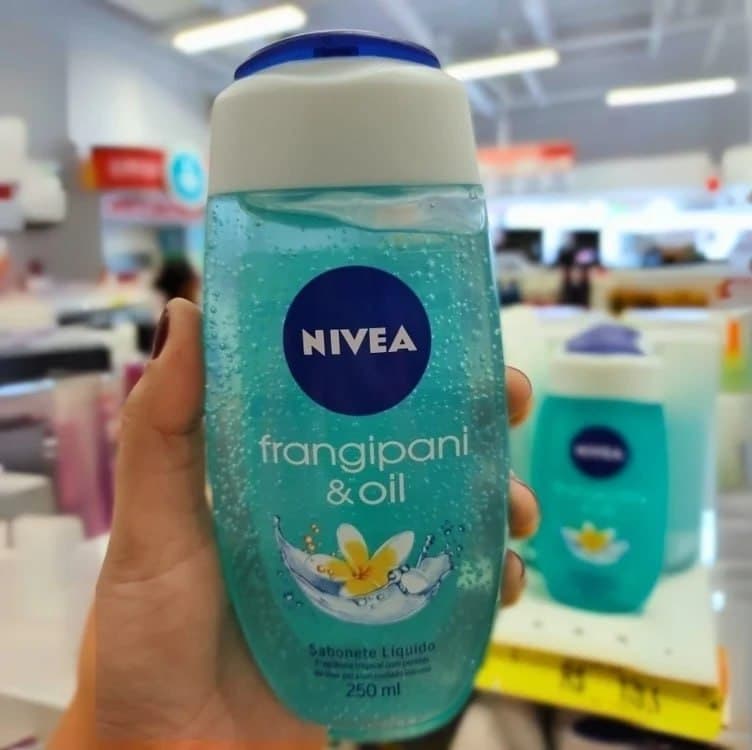 NIVEA
frangipani
& oil
Sabonete Líquido
250 ml
NIVEA